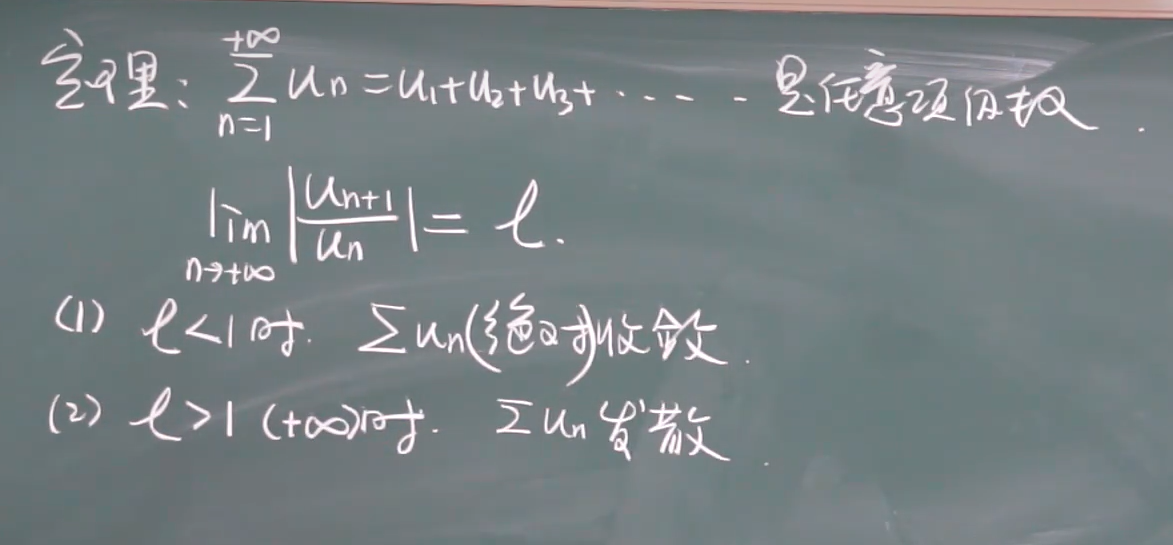 定理: $\sum_{n=1}^{+\infty} u_n = u_1 + u_2 + u_3 + \cdots\cdots$ 是任意项级数.
$\lim_{n \to +\infty} \left| \frac{u_{n+1}}{u_n} \right| = \ell.$
(1) $\ell < 1$ 时. $\sum u_n$ (绝对)收敛.
(2) $\ell > 1$ $(+\infty)$时. $\sum u_n$ 发散.